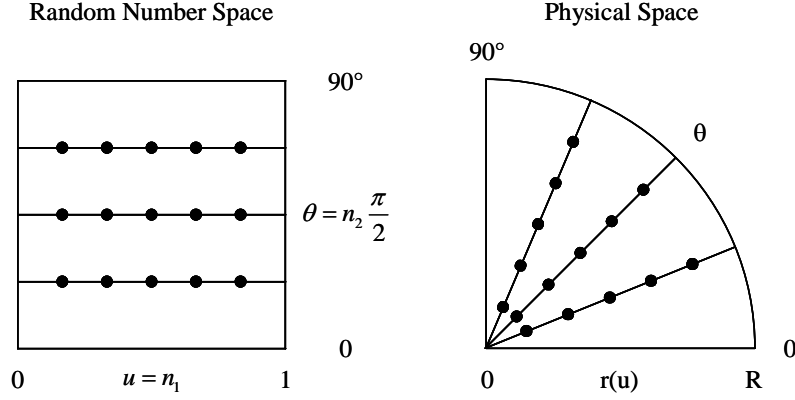 Random Number Space
90°
θ = n₂ π/2
0
0
u = n₁
1
Physical Space
90°
θ
0
0
r(u)
R